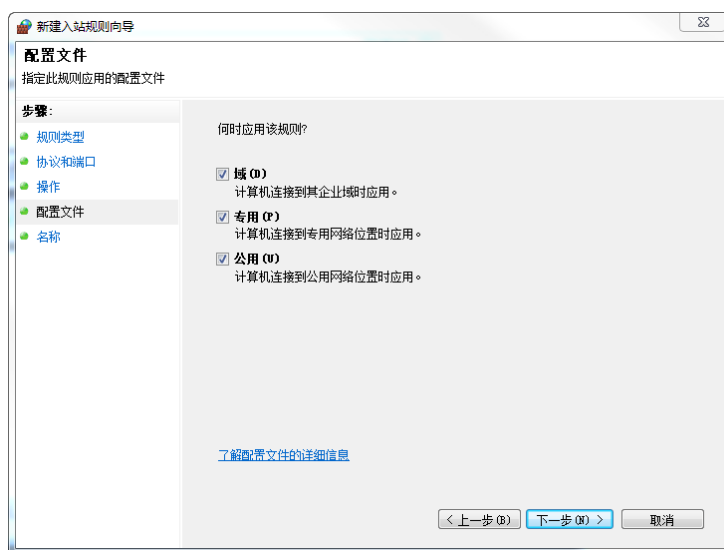 新建入站规则向导
配置文件
指定此规则应用的配置文件
步骤:
规则类型
协议和端口
操作
配置文件
名称
何时应用该规则?
域(D)
计算机连接到其企业域时应用。
专用(P)
计算机连接到专用网络位置时应用。
公用(U)
计算机连接到公用网络位置时应用。
了解配置文件的详细信息
< 上一步(B)
下一步(N) >
取消